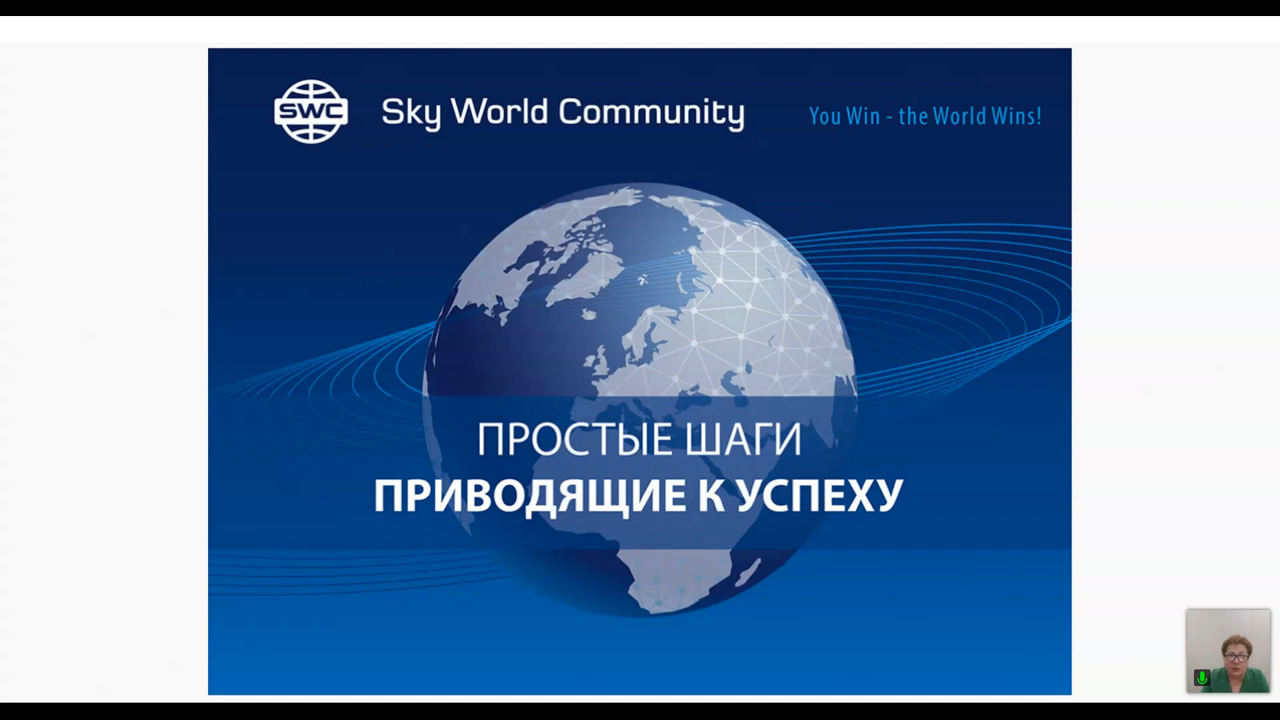 SWC
Sky World Community
You Win - the World Wins!
ПРОСТЫЕ ШАГИ
ПРИВОДЯЩИЕ К УСПЕХУ